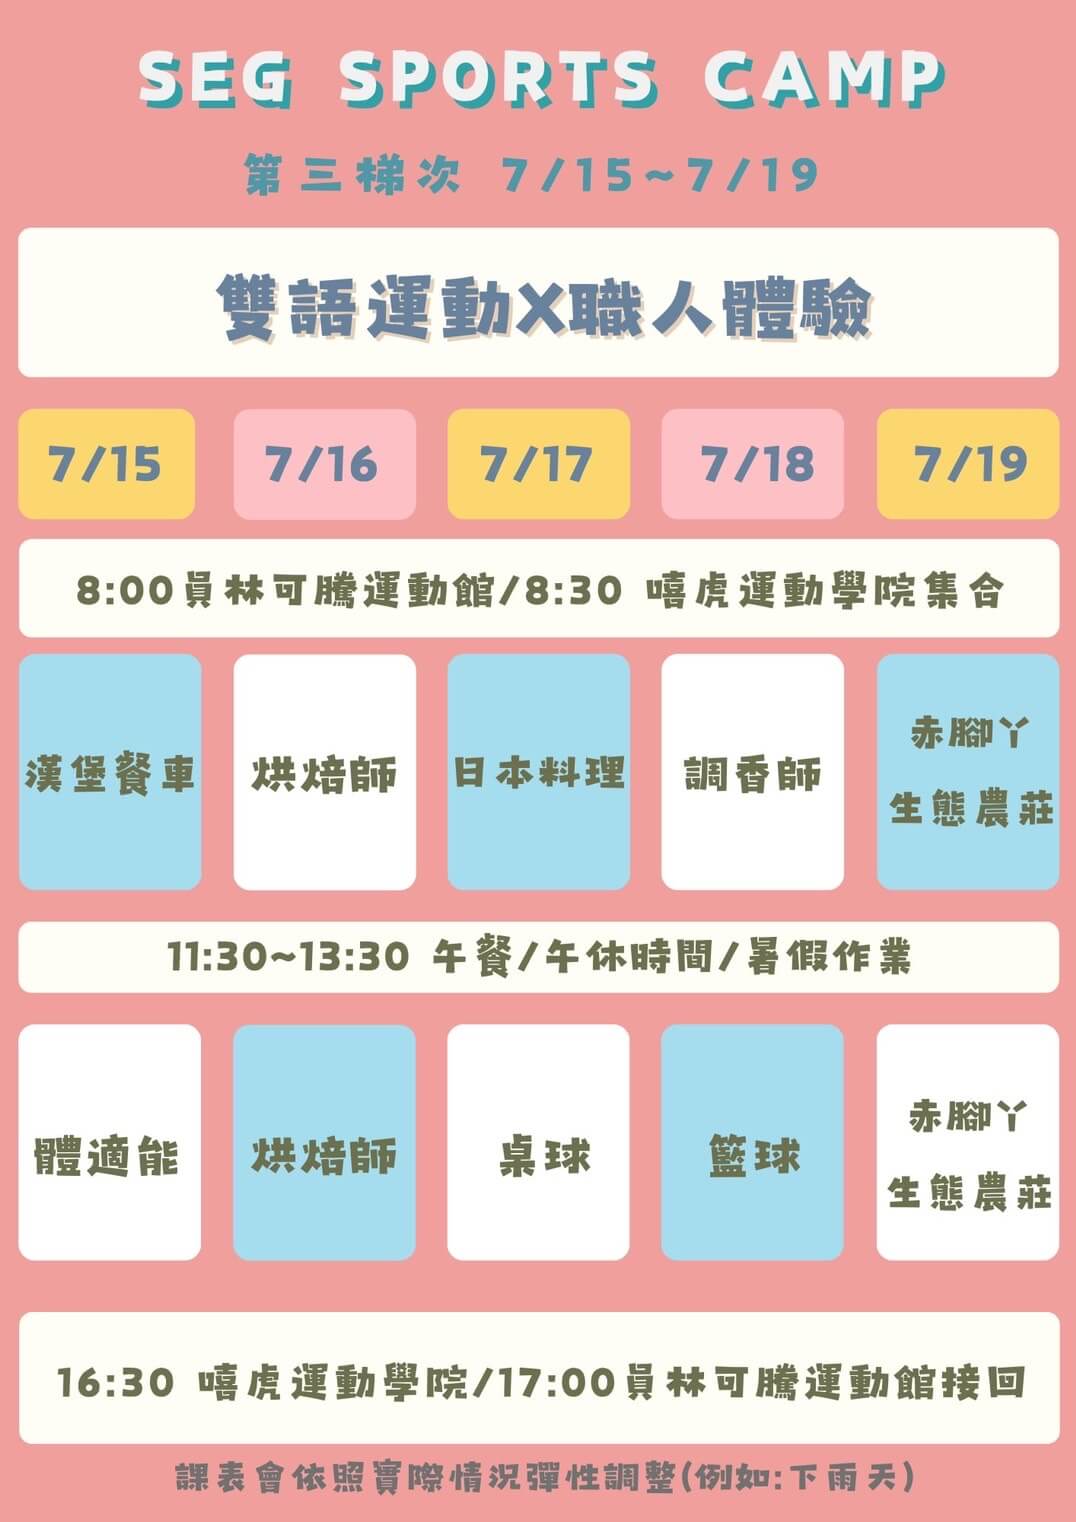 SEG SPORTS CAMP
第三梯次 7/15~7/19
雙語運動X職人體驗
7/15 7/16 7/17 7/18 7/19
8:00員林可騰運動館/8:30 嘻虎運動學院集合
漢堡餐車 烘焙師 日本料理 調香師 赤腳丫
生態農莊
11:30~13:30 午餐/午休時間/暑假作業
體適能 烘焙師 桌球 籃球 赤腳丫
生態農莊
16:30 嘻虎運動學院/17:00員林可騰運動館接回
課表會依照實際情況彈性調整(例如:下雨天)